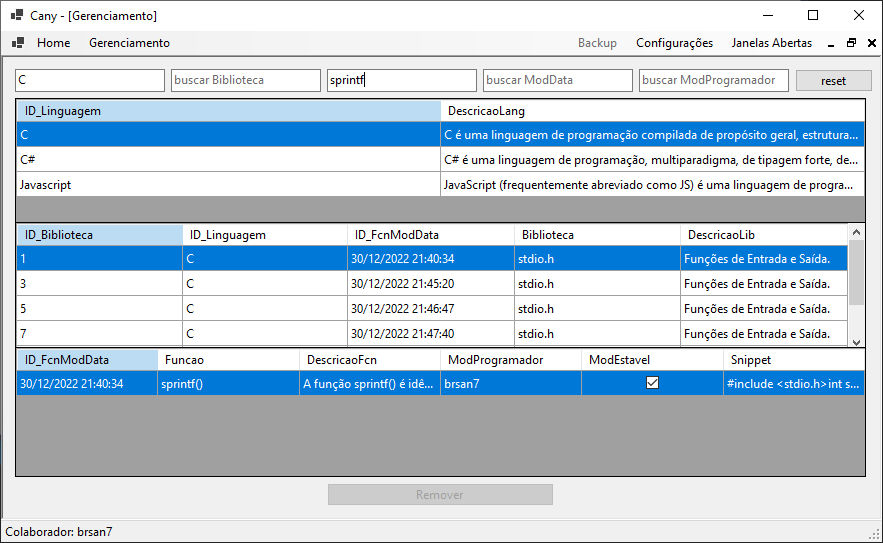 Cany - [Gerenciamento]
Home Gerenciamento Backup Configurações Janelas Abertas
C buscar Biblioteca sprintf buscar ModData buscar ModProgramador reset
ID_Linguagem DescricaoLang
C C é uma linguagem de programação compilada de propósito geral, estrutura...
C# C# é uma linguagem de programação, multiparadigma, de tipagem forte, de...
Javascript JavaScript (frequentemente abreviado como JS) é uma linguagem de progra...
ID_Biblioteca ID_Linguagem ID_FcnModData Biblioteca DescricaoLib
1 C 30/12/2022 21:40:34 stdio.h Funções de Entrada e Saída.
3 C 30/12/2022 21:45:20 stdio.h Funções de Entrada e Saída.
5 C 30/12/2022 21:46:47 stdio.h Funções de Entrada e Saída.
7 C 30/12/2022 21:47:40 stdio.h Funções de Entrada e Saída.
ID_FcnModData Funcao DescricaoFcn ModProgramador ModEstavel Snippet
30/12/2022 21:40:34 sprintf() A função sprintf() é idê... brsan7 #include <stdio.h>int s...
Remover
Colaborador: brsan7